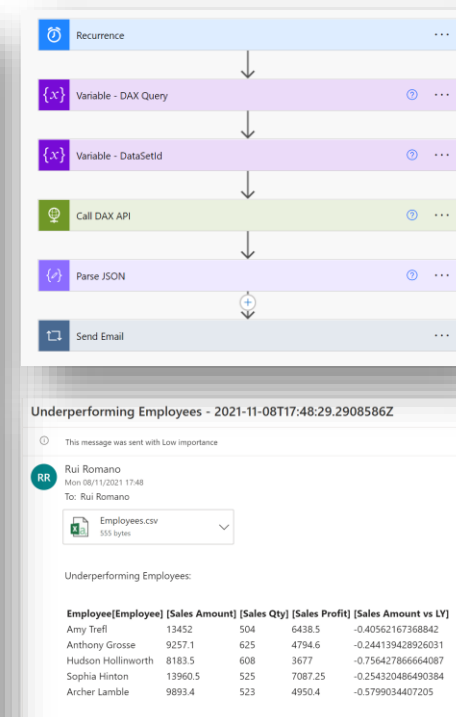 Recurrence
{x} Variable - DAX Query
{x} Variable - DataSetId
Call DAX API
Parse JSON
Send Email
Underperforming Employees - 2021-11-08T17:48:29.2908586Z
This message was sent with Low importance
RR Rui Romano
Mon 08/11/2021 17:48
To: Rui Romano
Employees.csv
555 bytes
Underperforming Employees:
Employee[Employee] [Sales Amount] [Sales Qty] [Sales Profit] [Sales Amount vs LY]
Amy Trefl 13452 504 6438.5 -0.40562167368842
Anthony Grosse 9257.1 625 4794.6 -0.244139428926031
Hudson Hollinworth 8183.5 608 3677 -0.756427866664087
Sophia Hinton 13960.5 525 7087.25 -0.254320486490384
Archer Lamble 9893.4 523 4950.4 -0.5799034407205